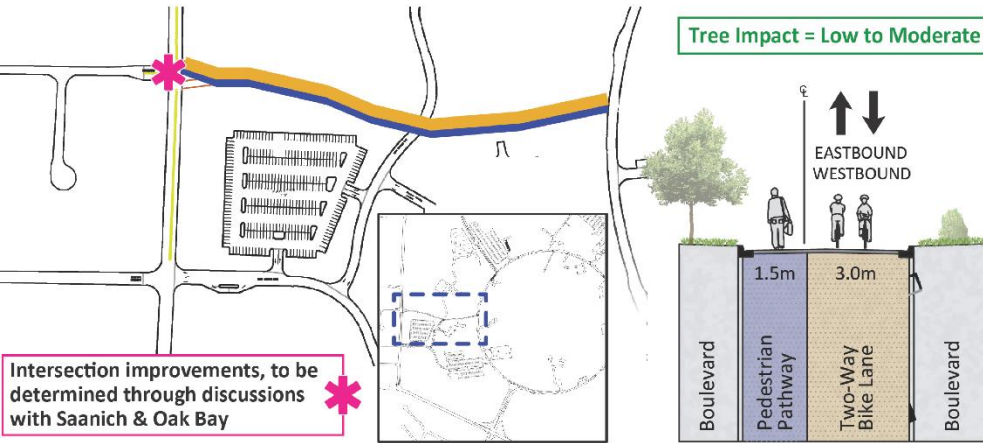 Tree Impact = Low to Moderate
℄
EASTBOUND
WESTBOUND
1.5m
3.0m
Boulevard
Pedestrian
Pathway
Two-Way
Bike Lane
Boulevard
Intersection improvements, to be
determined through discussions
with Saanich & Oak Bay